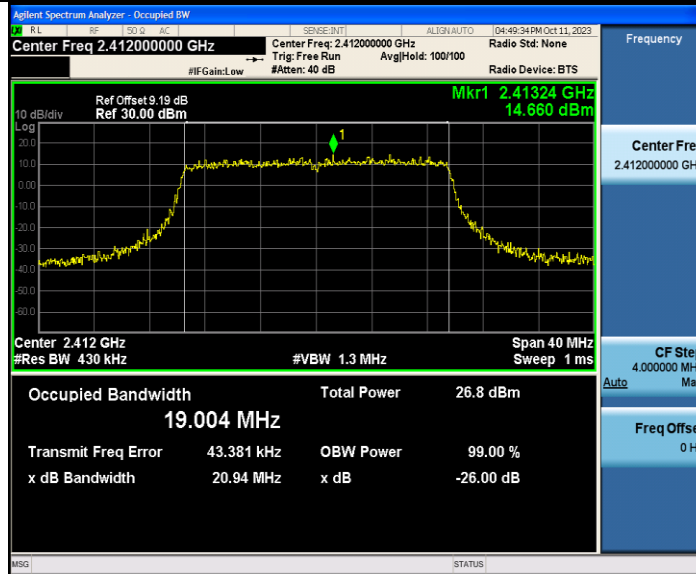 Agilent Spectrum Analyzer - Occupied BW
RL RF 50 Ω AC SENSE:INT ALIGN AUTO 04:49:34 PM Oct 11, 2023
Center Freq 2.412000000 GHz Center Freq: 2.412000000 GHz Radio Std: None
Trig: Free Run Avg|Hold: 100/100
#IFGain:Low #Atten: 40 dB Radio Device: BTS
Frequency
Mkr1 2.41324 GHz
14.660 dBm
Ref Offset 9.19 dB
10 dB/div Ref 30.00 dBm
Log
20.0
10.0
0.00
-10.0
-20.0
-30.0
-40.0
-50.0
-60.0
1
Center Fre
2.412000000 GH
Center 2.412 GHz Span 40 MHz
#Res BW 430 kHz #VBW 1.3 MHz Sweep 1 ms
CF Ste
4.000000 MH
Auto Ma
Occupied Bandwidth Total Power 26.8 dBm
19.004 MHz
Transmit Freq Error 43.381 kHz OBW Power 99.00 %
x dB Bandwidth 20.94 MHz x dB -26.00 dB
Freq Offse
0 H
MSG STATUS